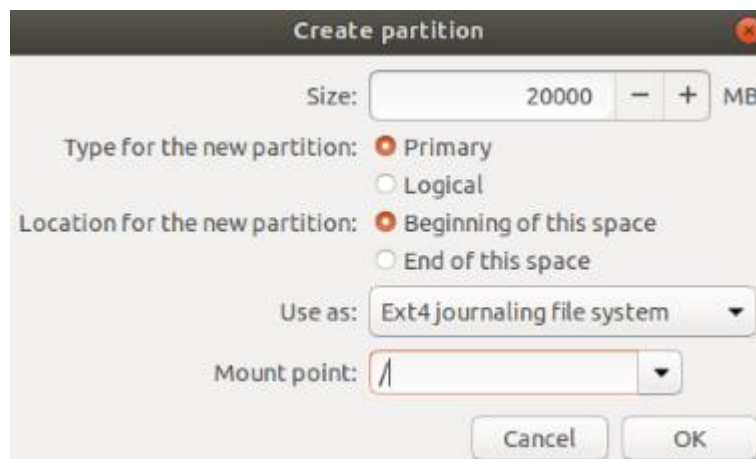 Create partition
Size: 20000 − + MB
Type for the new partition: Primary
Logical
Location for the new partition: Beginning of this space
End of this space
Use as: Ext4 journaling file system
Mount point: /
Cancel OK